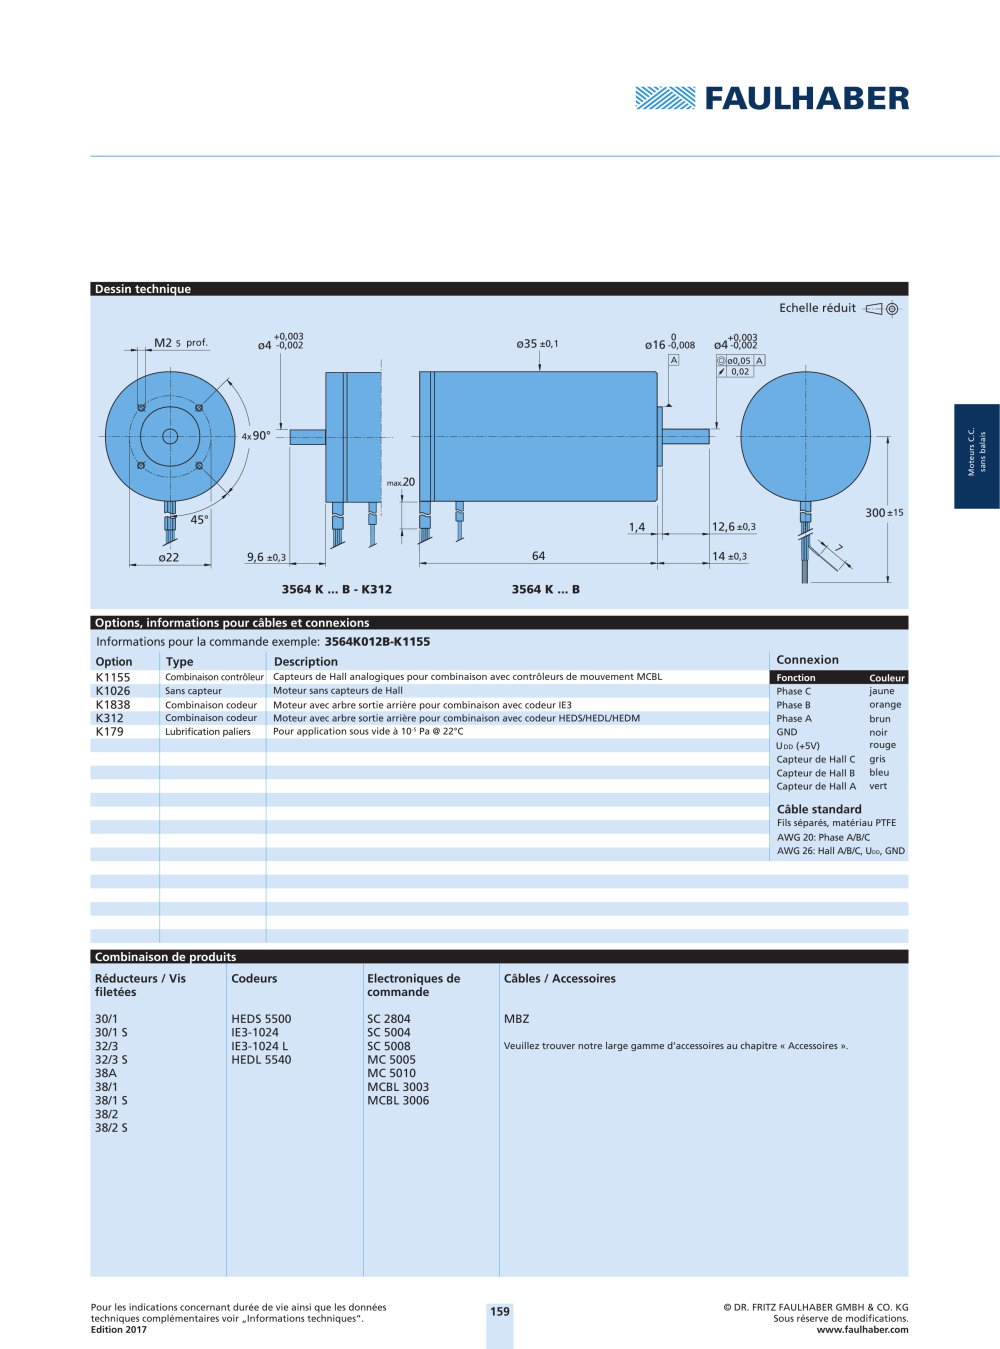 FAULHABER
Dessin technique
Echelle réduit
M2 5 prof.
ø4 +0,003 -0,002
ø35 ±0,1
ø16 0 -0,008
ø4 +0,003 -0,002
A
ø0,05 A
0,02
4x90°
max.20
45°
300 ±15
1,4
12,6 ±0,3
7
ø22
9,6 ±0,3
64
14 ±0,3
3564 K ... B - K312
3564 K ... B
Moteurs C.C.
sans balais
Options, informations pour câbles et connexions
Informations pour la commande exemple: 3564K012B-K1155
Option Type Description
K1155 Combinaison contrôleur Capteurs de Hall analogiques pour combinaison avec contrôleurs de mouvement MCBL
K1026 Sans capteur Moteur sans capteurs de Hall
K1838 Combinaison codeur Moteur avec arbre sortie arrière pour combinaison avec codeur IE3
K312 Combinaison codeur Moteur avec arbre sortie arrière pour combinaison avec codeur HEDS/HEDL/HEDM
K179 Lubrification paliers Pour application sous vide à 10⁻⁵ Pa @ 22°C
Connexion
Fonction Couleur
Phase C jaune
Phase B orange
Phase A brun
GND noir
UDD (+5V) rouge
Capteur de Hall C gris
Capteur de Hall B bleu
Capteur de Hall A vert
Câble standard
Fils séparés, matériau PTFE
AWG 20: Phase A/B/C
AWG 26: Hall A/B/C, UDD, GND
Combinaison de produits
Réducteurs / Vis
filetées
30/1
30/1 S
32/3
32/3 S
38A
38/1
38/1 S
38/2
38/2 S
Codeurs
HEDS 5500
IE3-1024
IE3-1024 L
HEDL 5540
Electroniques de
commande
SC 2804
SC 5004
SC 5008
MC 5005
MC 5010
MCBL 3003
MCBL 3006
Câbles / Accessoires
MBZ
Veuillez trouver notre large gamme d’accessoires au chapitre « Accessoires ».
Pour les indications concernant durée de vie ainsi que les données
techniques complémentaires voir „Informations techniques“.
Edition 2017
159
© DR. FRITZ FAULHABER GMBH & CO. KG
Sous réserve de modifications.
www.faulhaber.com